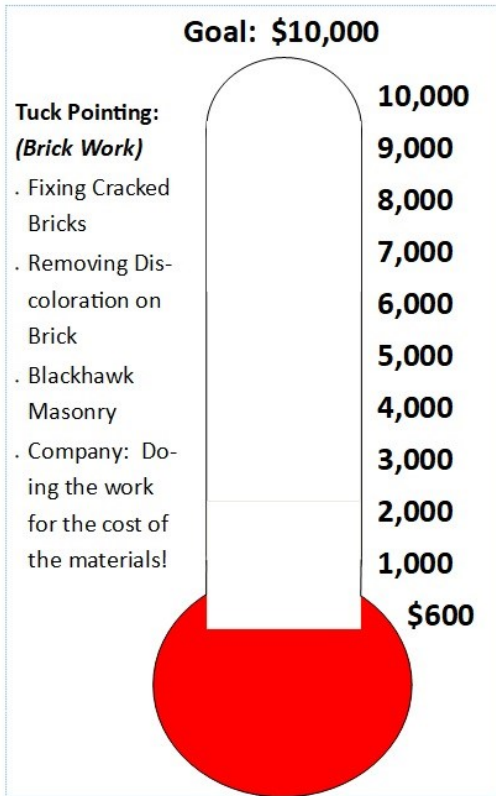 Goal: $10,000
Tuck Pointing:
(Brick Work)
. Fixing Cracked
Bricks
. Removing Dis-
coloration on
Brick
. Blackhawk
Masonry
. Company: Do-
ing the work
for the cost of
the materials!
10,000
9,000
8,000
7,000
6,000
5,000
4,000
3,000
2,000
1,000
$600